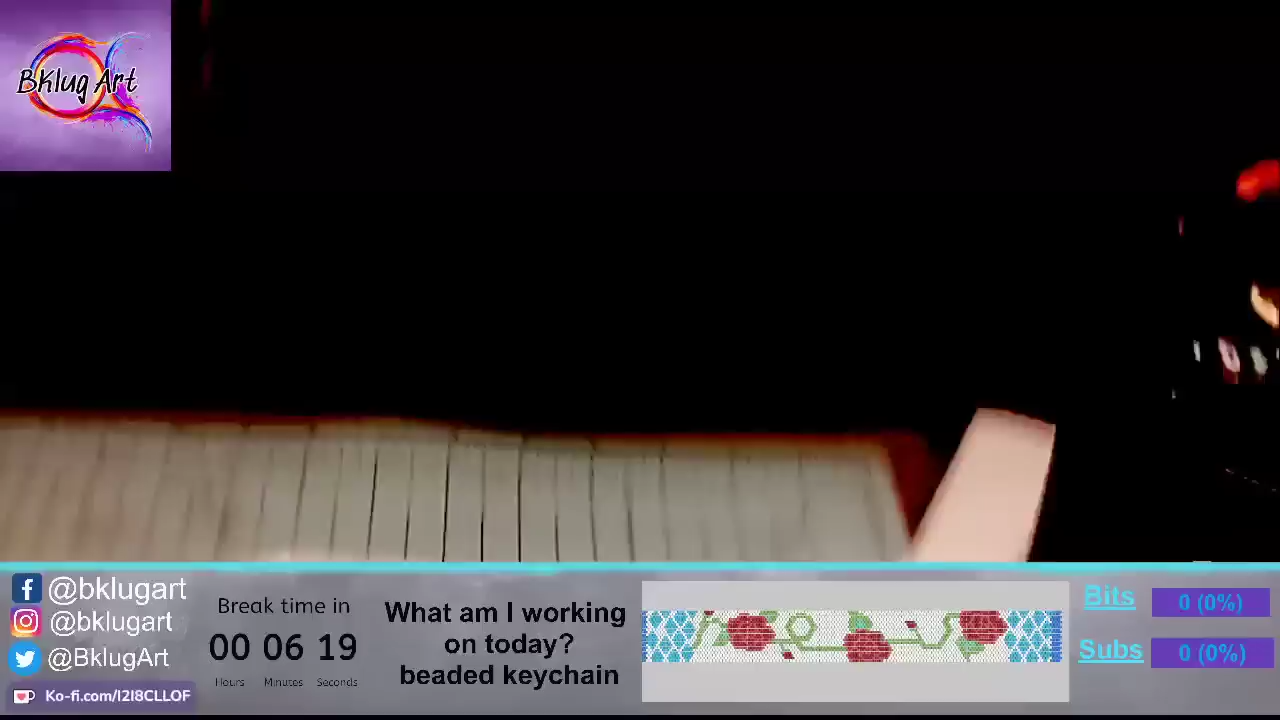 BKlug Art
@bklugart
@bklugart
@BklugArt
Ko-fi.com/I2I8CLLOF
Break time in
00 06 19
Hours Minutes Seconds
What am I working
on today?
beaded keychain
Bits
0 (0%)
Subs
0 (0%)